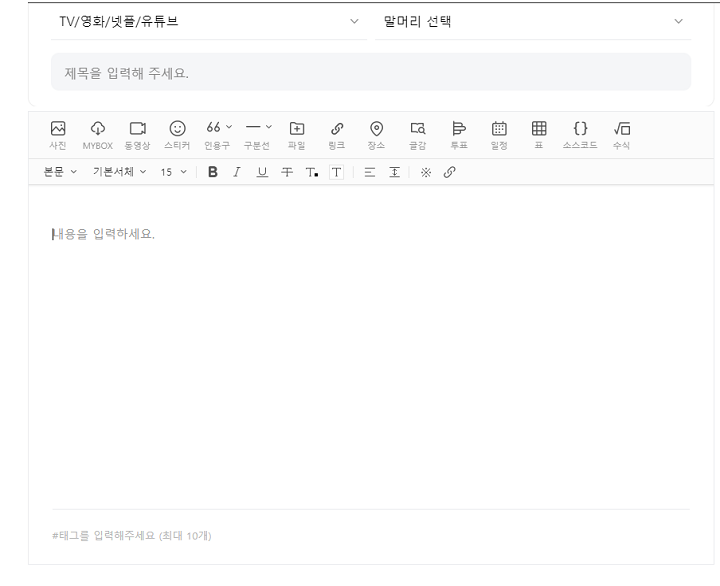 TV/영화/넷플/유튜브 말머리 선택
제목을 입력해 주세요.
사진 MYBOX 동영상 스티커 인용구 구분선 파일 링크 장소 글감 투표 일정 표 소스코드 수식
본문 기본서체 15 B I U T T. T ※
내용을 입력하세요.
#태그를 입력해주세요 (최대 10개)